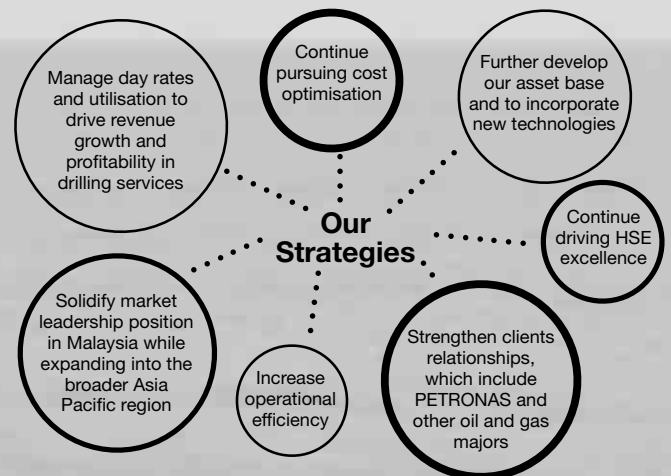 Manage day rates
and utilisation to
drive revenue
growth and
profitability in
drilling services
Continue
pursuing cost
optimisation
Further develop
our asset base
and to incorporate
new technologies
Our
Strategies
Continue
driving HSE
excellence
Solidify market
leadership position
in Malaysia while
expanding into the
broader Asia
Pacific region
Increase
operational
efficiency
Strengthen clients
relationships,
which include
PETRONAS and
other oil and gas
majors